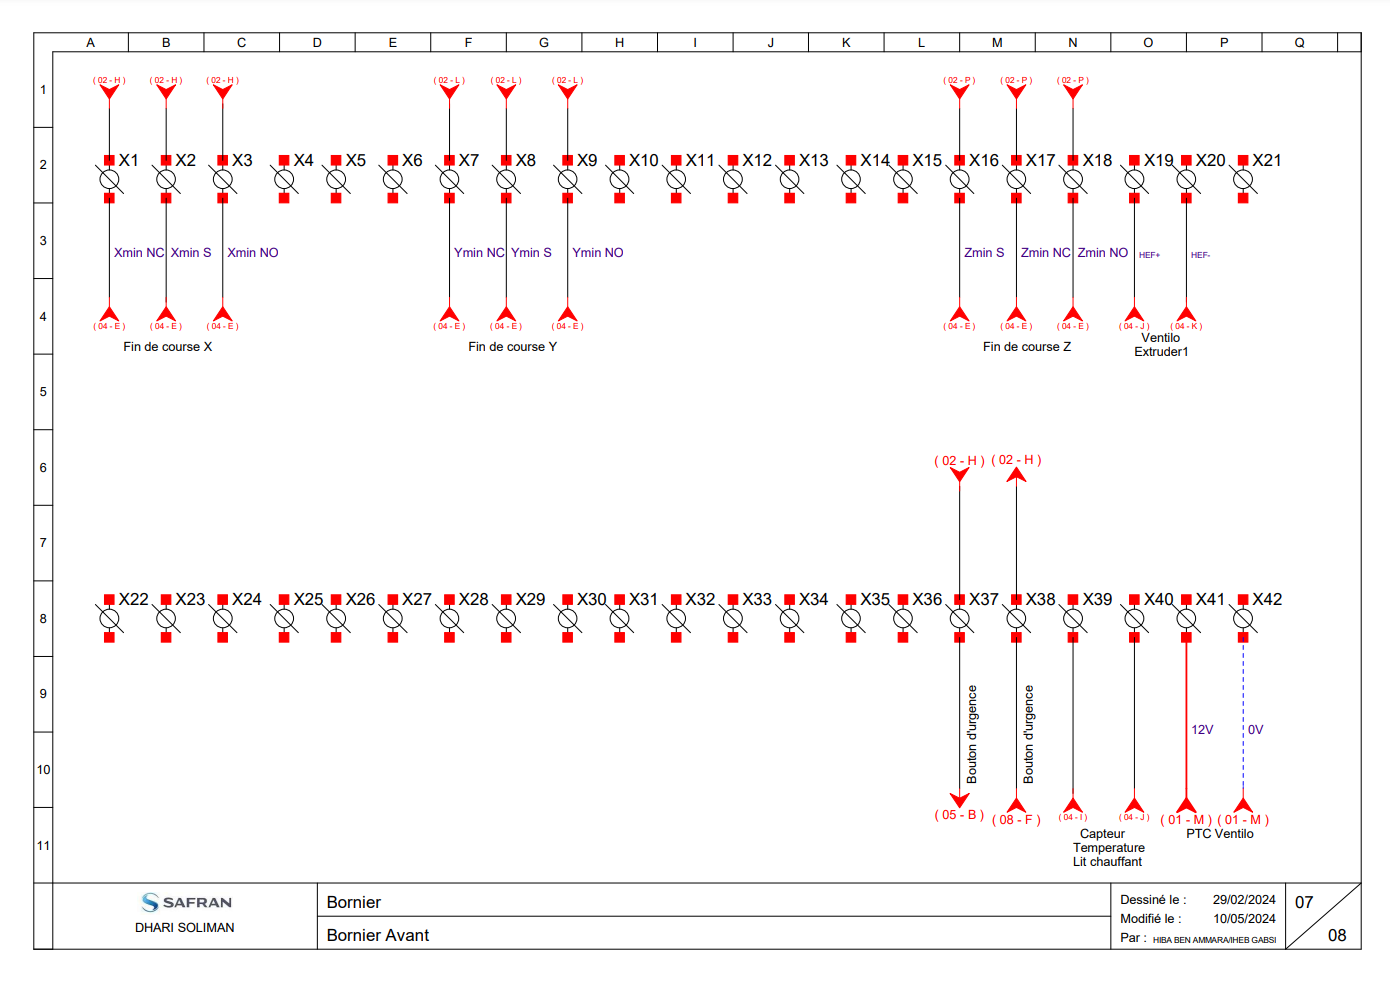 A B C D E F G H I J K L M N O P Q
1
( 02 - H ) ( 02 - H ) ( 02 - H ) ( 02 - L ) ( 02 - L ) ( 02 - L ) ( 02 - P ) ( 02 - P ) ( 02 - P )
2
X1 X2 X3 X4 X5 X6 X7 X8 X9 X10 X11 X12 X13 X14 X15 X16 X17 X18 X19 X20 X21
3
Xmin NC Xmin S Xmin NO Ymin NC Ymin S Ymin NO Zmin S Zmin NC Zmin NO HEF+ HEF-
4
( 04 - E ) ( 04 - E ) ( 04 - E ) ( 04 - E ) ( 04 - E ) ( 04 - E ) ( 04 - E ) ( 04 - E ) ( 04 - E ) ( 04 - J ) ( 04 - K )
Fin de course X Fin de course Y Fin de course Z
Ventilo
Extruder1
5
6
( 02 - H ) ( 02 - H )
7
8
X22 X23 X24 X25 X26 X27 X28 X29 X30 X31 X32 X33 X34 X35 X36 X37 X38 X39 X40 X41 X42
9
Bouton d'urgence
Bouton d'urgence
12V 0V
10
( 05 - B ) ( 08 - F ) ( 04 - I ) ( 04 - J ) ( 01 - M ) ( 01 - M )
11
Capteur
Temperature
Lit chauffant
PTC Ventilo
SAFRAN
DHARI SOLIMAN
Bornier
Bornier Avant
Dessiné le : 29/02/2024
Modifié le : 10/05/2024
Par : HIBA BEN AMMARA/IHEB GABSI
07
08